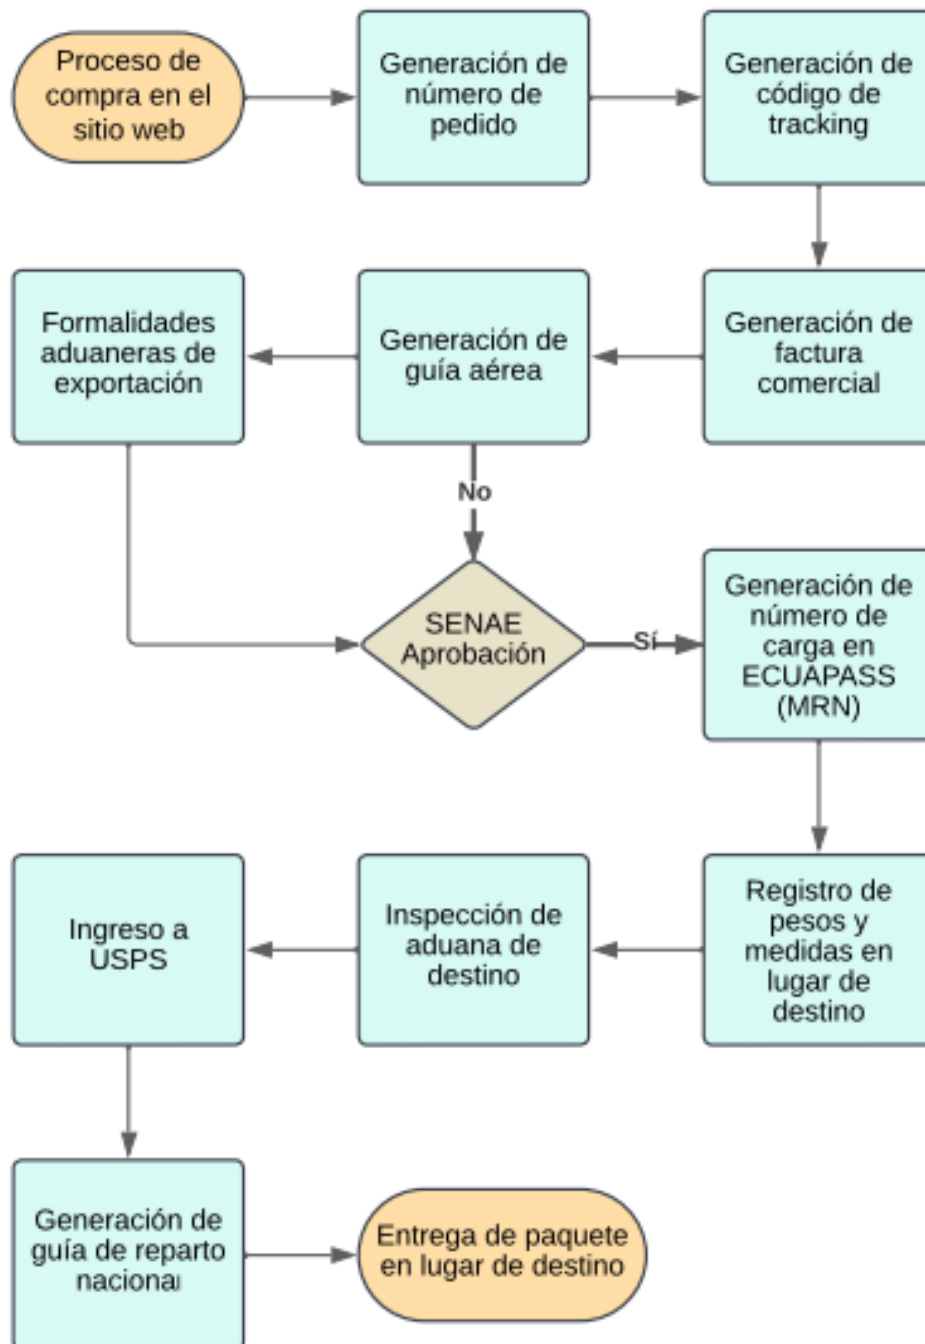 Proceso de
compra en el
sitio web
Generación de
número de
pedido
Generación de
código de
tracking
Formalidades
aduaneras de
exportación
Generación de
guía aérea
Generación de
factura
comercial
No
SENAE
Aprobación
Sí
Generación de
número de
carga en
ECUAPASS
(MRN)
Ingreso a
USPS
Inspección de
aduana de
destino
Registro de
pesos y
medidas en
lugar de
destino
Generación de
guía de reparto
nacional
Entrega de paquete
en lugar de destino